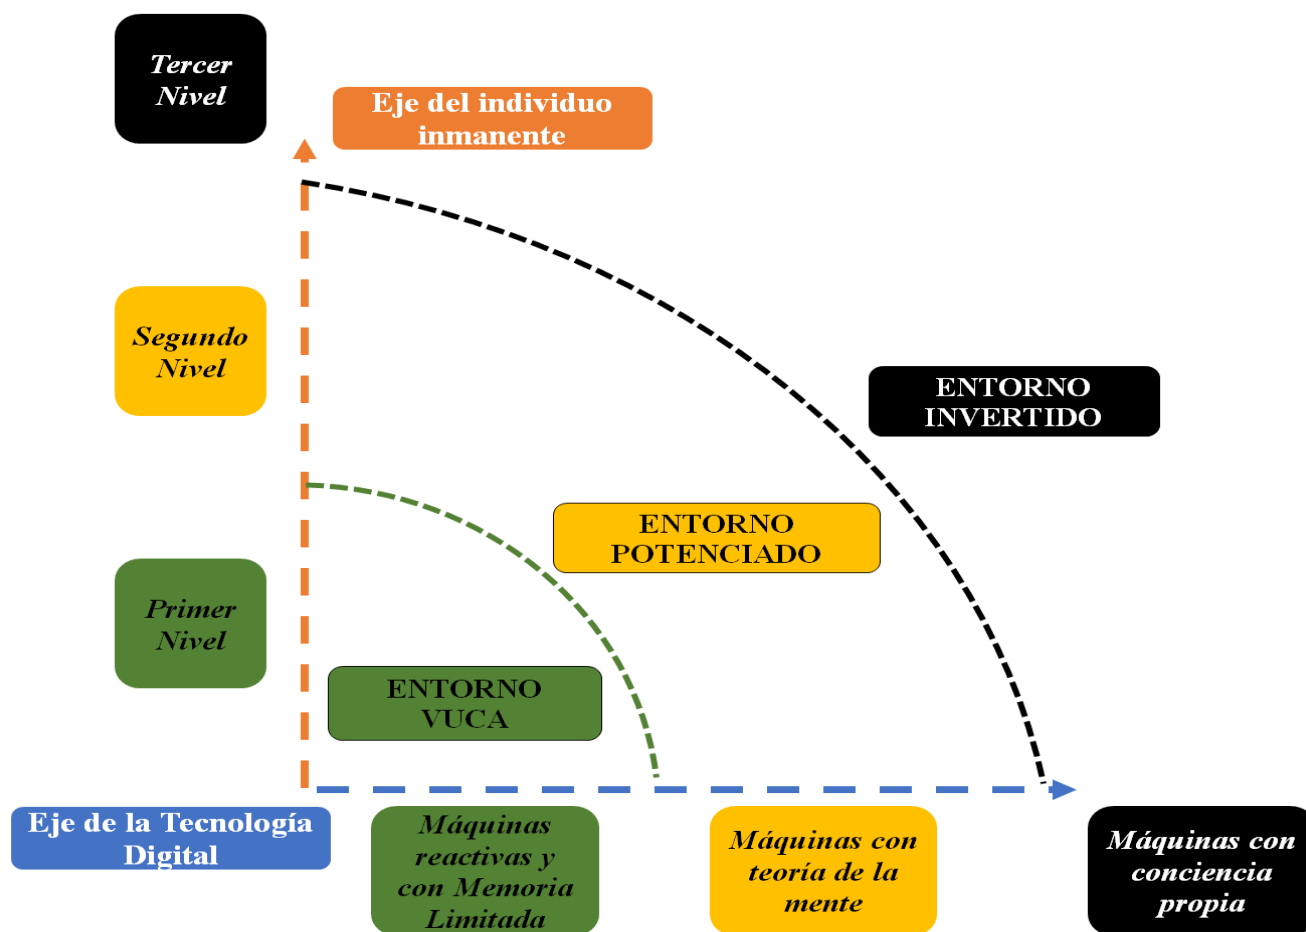 Tercer
Nivel
Eje del individuo
inmanente
Segundo
Nivel
ENTORNO
INVERTIDO
ENTORNO
POTENCIADO
Primer
Nivel
ENTORNO
VUCA
Eje de la Tecnología
Digital
Máquinas
reactivas y
con Memoria
Limitada
Máquinas con
teoría de la
mente
Máquinas con
conciencia
propia